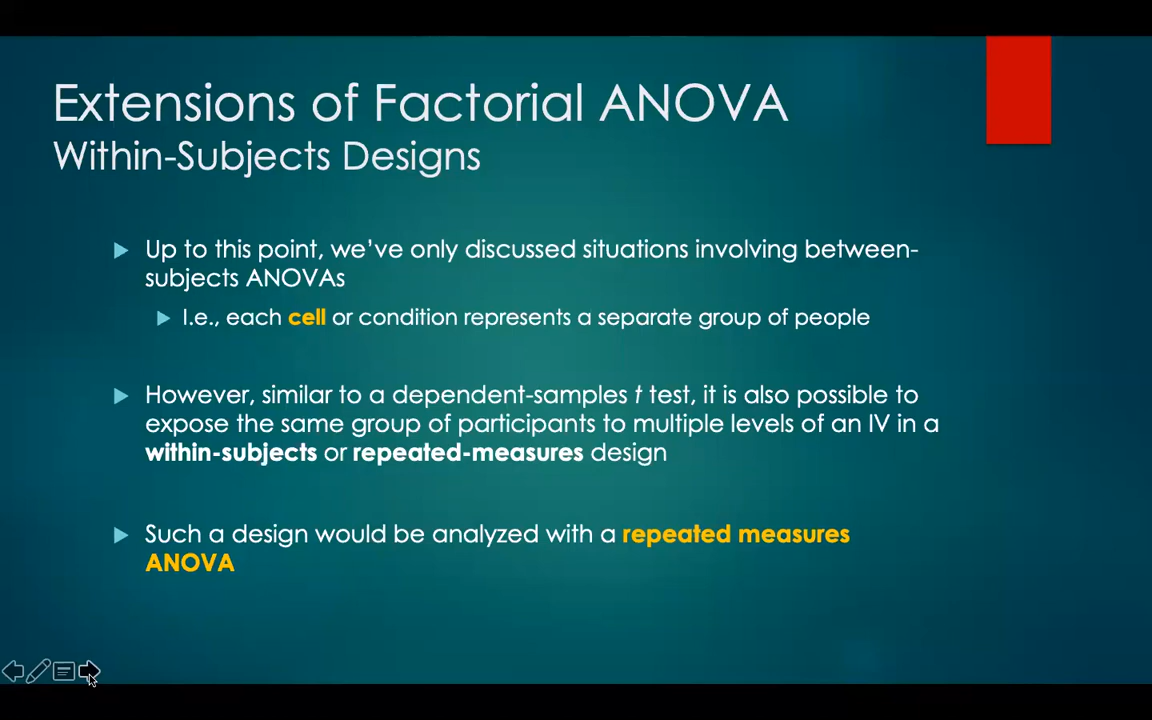 Extensions of Factorial ANOVA
Within-Subjects Designs
Up to this point, we’ve only discussed situations involving between-
subjects ANOVAs
I.e., each cell or condition represents a separate group of people
However, similar to a dependent-samples t test, it is also possible to
expose the same group of participants to multiple levels of an IV in a
within-subjects or repeated-measures design
Such a design would be analyzed with a repeated measures
ANOVA